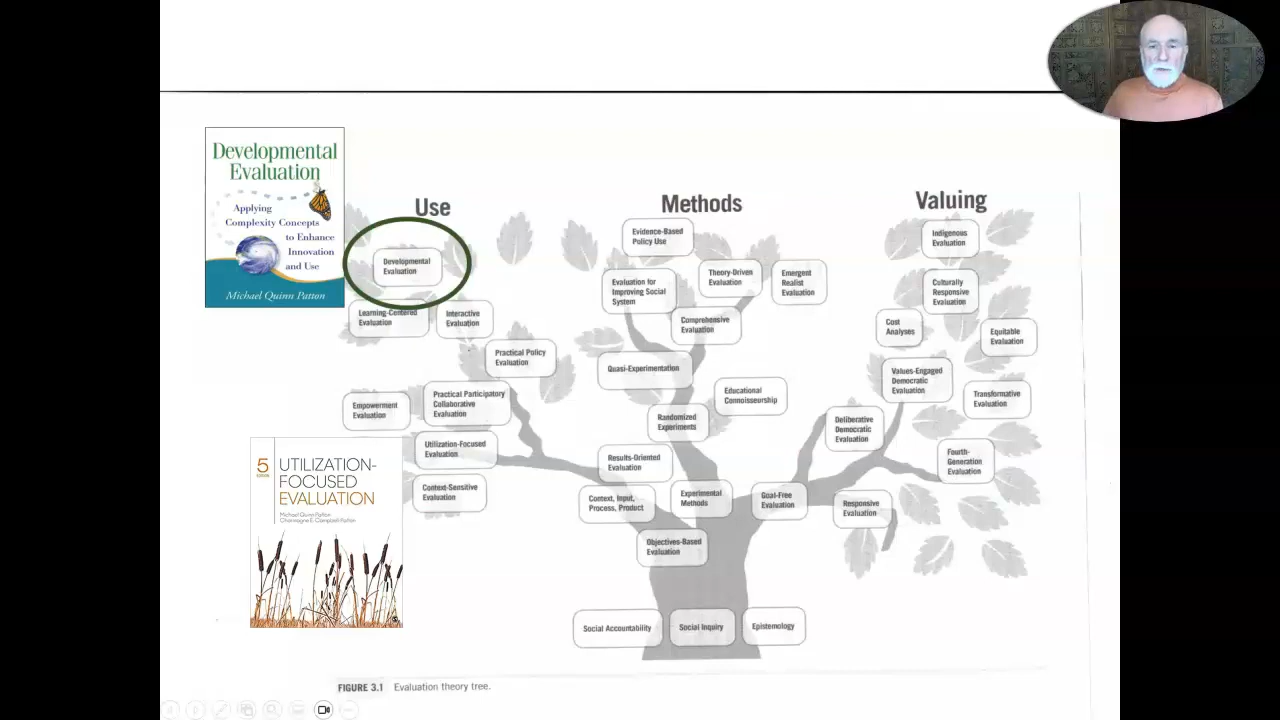 Developmental
Evaluation
Applying
Complexity Concepts
to Enhance
Innovation
and Use
Michael Quinn Patton
Use
Methods
Valuing
Developmental
Evaluation
Learning-Centered
Evaluation
Interactive
Evaluation
Practical Policy
Evaluation
Empowerment
Evaluation
Practical Participatory
Collaborative
Evaluation
Utilization-Focused
Evaluation
Context-Sensitive
Evaluation
Evidence-Based
Policy Use
Evaluation for
Improving Social
System
Theory-Driven
Evaluation
Emergent
Realist
Evaluation
Comprehensive
Evaluation
Quasi-Experimentation
Educational
Connoisseurship
Randomized
Experiments
Results-Oriented
Evaluation
Context, Input,
Process, Product
Experimental
Methods
Goal-Free
Evaluation
Objectives-Based
Evaluation
Indigenous
Evaluation
Culturally
Responsive
Evaluation
Cost
Analyses
Equitable
Evaluation
Values-Engaged
Democratic
Evaluation
Transformative
Evaluation
Deliberative
Democratic
Evaluation
Fourth-
Generation
Evaluation
Responsive
Evaluation
Social Accountability
Social Inquiry
Epistemology
5
UTILIZATION-
FOCUSED
EVALUATION
Michael Quinn Patton
Charmagne E. Campbell-Patton
FIGURE 3.1 Evaluation theory tree.